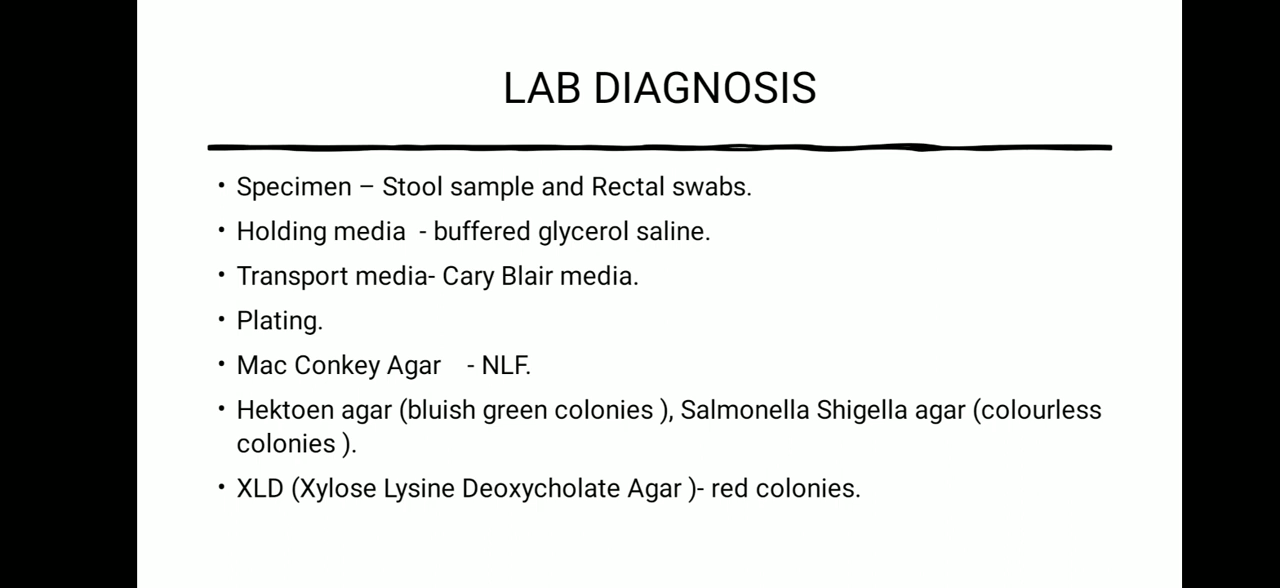 LAB DIAGNOSIS
• Specimen – Stool sample and Rectal swabs.
• Holding media - buffered glycerol saline.
• Transport media- Cary Blair media.
• Plating.
• Mac Conkey Agar - NLF.
• Hektoen agar (bluish green colonies ), Salmonella Shigella agar (colourless
colonies ).
• XLD (Xylose Lysine Deoxycholate Agar )- red colonies.